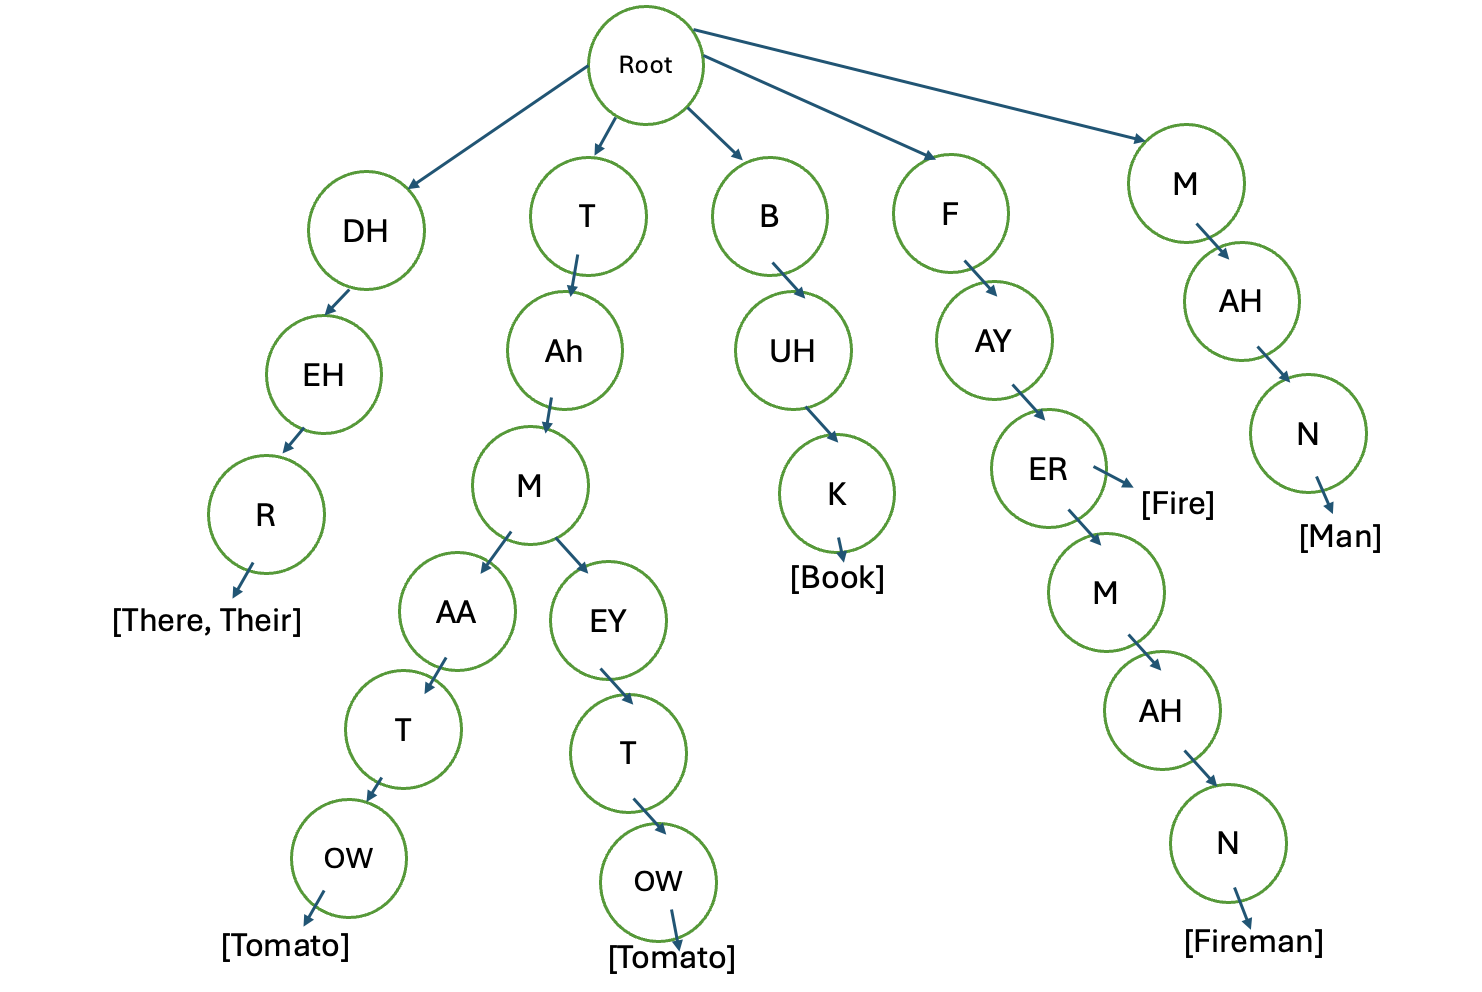 Root
DH
T
B
F
M
EH
Ah
UH
AY
AH
R
M
K
ER
N
[There, Their]
AA
EY
[Book]
[Fire]
[Man]
T
T
M
OW
OW
AH
[Tomato]
[Tomato]
N
[Fireman]